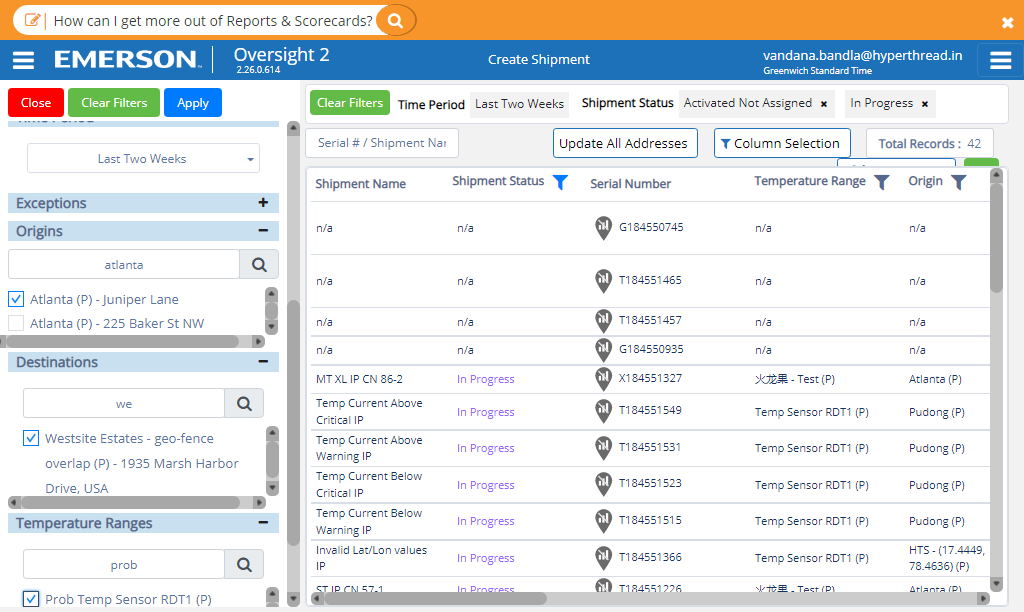 How can I get more out of Reports & Scorecards?
EMERSON
Oversight 2
2.26.0.614
Create Shipment
vandana.bandla@hyperthread.in
Greenwich Standard Time
Close
Clear Filters
Apply
Time Period
Last Two Weeks
Exceptions
Origins
atlanta
Atlanta (P) - Juniper Lane
Atlanta (P) - 225 Baker St NW
Destinations
we
Westsite Estates - geo-fence
overlap (P) - 1935 Marsh Harbor
Drive, USA
Temperature Ranges
prob
Prob Temp Sensor RDT1 (P)
Clear Filters Time Period Last Two Weeks Shipment Status Activated Not Assigned × In Progress ×
Serial # / Shipment Nar
Update All Addresses
Column Selection
Total Records : 42
Shipment Name Shipment Status Serial Number Temperature Range Origin
n/a n/a G184550745 n/a n/a
n/a n/a T184551465 n/a n/a
n/a n/a T184551457 n/a n/a
n/a n/a G184550935 n/a n/a
MT XL IP CN 86-2 In Progress X184551327 火龙果 - Test (P) Atlanta (P)
Temp Current Above
Critical IP In Progress T184551549 Temp Sensor RDT1 (P) Pudong (P)
Temp Current Above
Warning IP In Progress T184551531 Temp Sensor RDT1 (P) Pudong (P)
Temp Current Below
Critical IP In Progress T184551523 Temp Sensor RDT1 (P) Pudong (P)
Temp Current Below
Warning IP In Progress T184551515 Temp Sensor RDT1 (P) Pudong (P)
Invalid Lat/Lon values
IP In Progress T184551366 Temp Sensor RDT1 (P) HTS - (17.4449,
78.4636) (P)
ST IP CN 57-1 In Progress T184551226 火龙果 - Test (P) Atlanta (P)